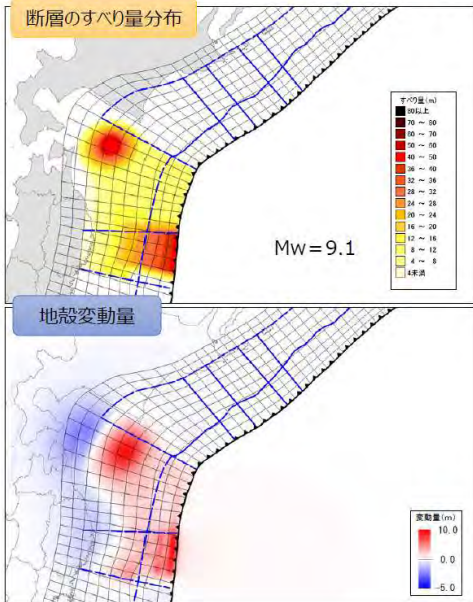 断層のすべり量分布
すべり量(m)
80以上
70 ~ 80
60 ~ 70
50 ~ 60
40 ~ 50
36 ~ 40
32 ~ 36
28 ~ 32
24 ~ 28
20 ~ 24
16 ~ 20
12 ~ 16
8 ~ 12
4 ~ 8
4未満
Mw=9.1
地殻変動量
変動量(m)
10.0
0.0
-5.0